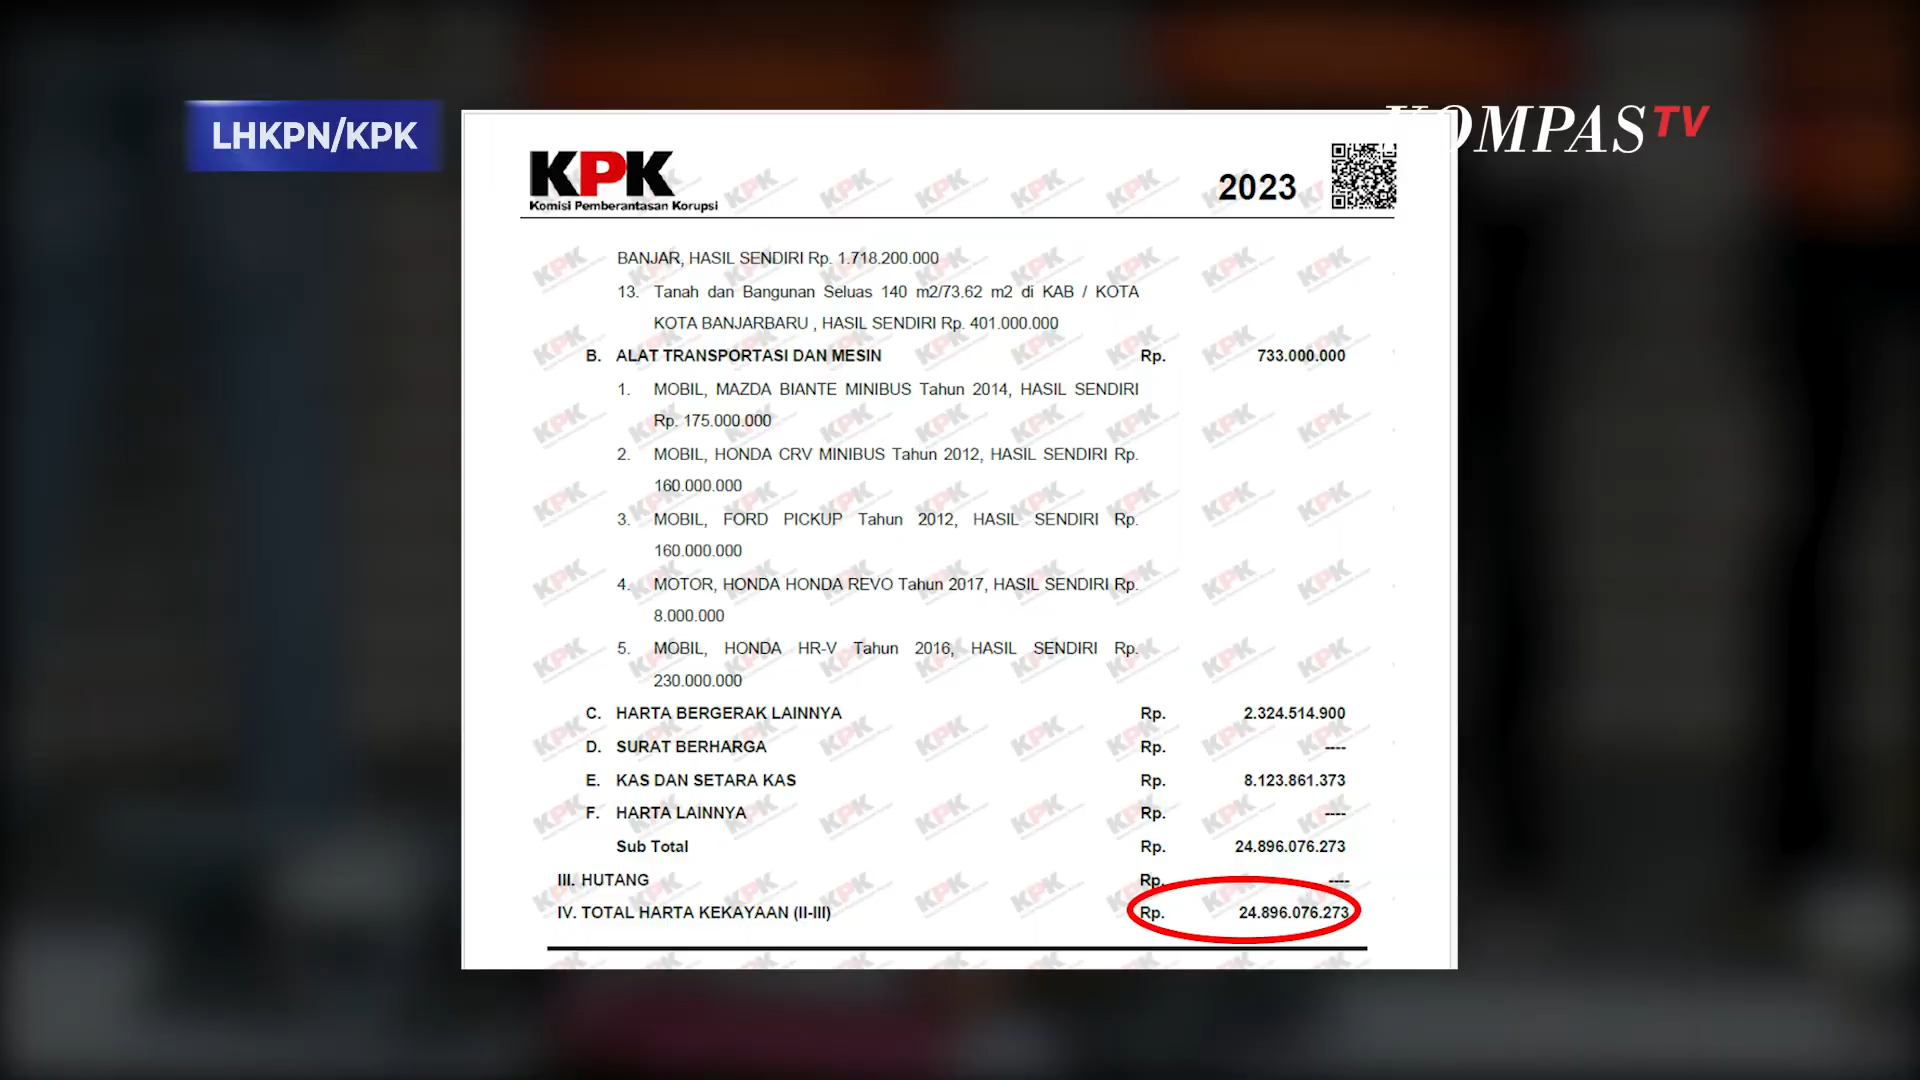 LHKPN/KPK
KOMPAS TV
KPK
Komisi Pemberantasan Korupsi
2023
BANJAR, HASIL SENDIRI Rp. 1.718.200.000
13. Tanah dan Bangunan Seluas 140 m2/73.62 m2 di KAB / KOTA
KOTA BANJARBARU , HASIL SENDIRI Rp. 401.000.000
B. ALAT TRANSPORTASI DAN MESIN Rp. 733.000.000
1. MOBIL, MAZDA BIANTE MINIBUS Tahun 2014, HASIL SENDIRI
Rp. 175.000.000
2. MOBIL, HONDA CRV MINIBUS Tahun 2012, HASIL SENDIRI Rp.
160.000.000
3. MOBIL, FORD PICKUP Tahun 2012, HASIL SENDIRI Rp.
160.000.000
4. MOTOR, HONDA HONDA REVO Tahun 2017, HASIL SENDIRI Rp.
8.000.000
5. MOBIL, HONDA HR-V Tahun 2016, HASIL SENDIRI Rp.
230.000.000
C. HARTA BERGERAK LAINNYA Rp. 2.324.514.900
D. SURAT BERHARGA Rp. ----
E. KAS DAN SETARA KAS Rp. 8.123.861.373
F. HARTA LAINNYA Rp. ----
Sub Total Rp. 24.896.076.273
III. HUTANG Rp. ----
IV. TOTAL HARTA KEKAYAAN (II-III) Rp. 24.896.076.273